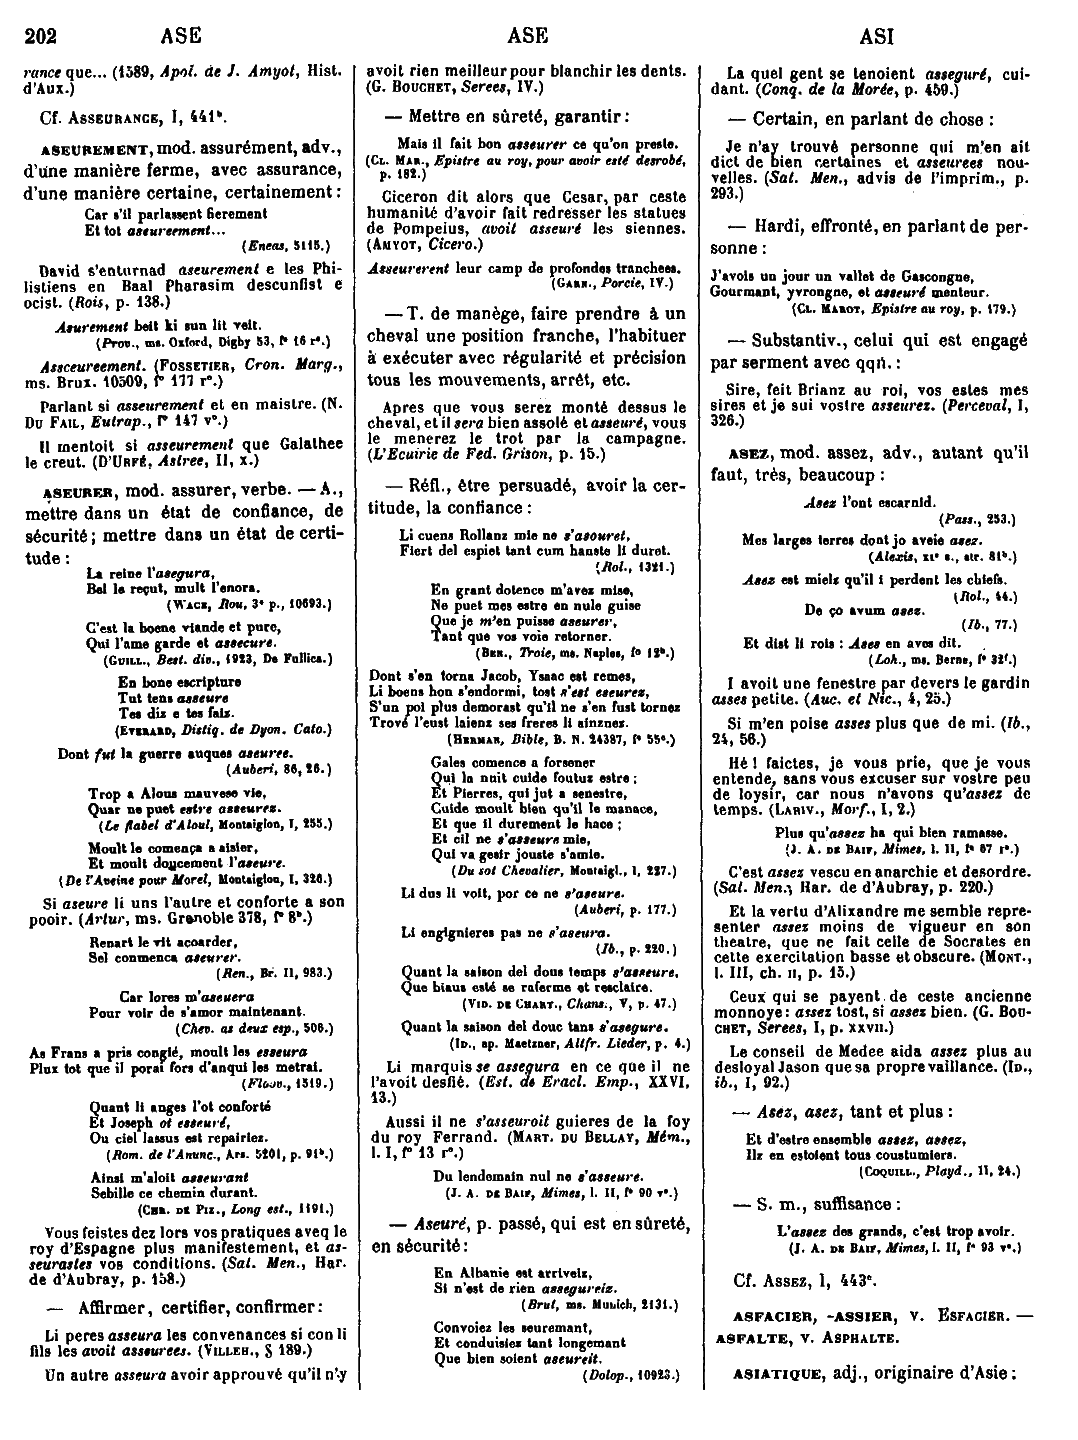 202 ASE ASE ASI
rance que... (1589, Apol. de J. Amyot, Hist.
d'Aux.)
Cf. ASSEURANCE, I, 441ᵇ.
ASEUREMENT, mod. assurément, adv.,
d'une manière ferme, avec assurance,
d'une manière certaine, certainement :
Car s'il parlassent fierement
Et tot aseureement...
(Eneas, 5115.)
David s'enturnad aseurement e les Phi-
listiens en Baal Pharasim descunfist e
ocist. (Rois, p. 138.)
Asurement beit ki sun lit veit.
(Prov., ms. Oxford, Digby 53, f° 16 r°.)
Assceureement. (FOSSETIER, Cron. Marg.,
ms. Brux. 10509, f° 177 r°.)
Parlant si asseurement et en maistre. (N.
DU FAIL, Eutrap., f° 147 v°.)
Il mentoit si asseurement que Galathee
le creut. (D'URFÉ, Astree, II, x.)
ASEURER, mod. assurer, verbe. — A.,
mettre dans un état de confiance, de
sécurité ; mettre dans un état de certi-
tude :
La reine l'asegura,
Bel le reçut, mult l'enora.
(WACE, Rou, 3ᵉ p., 10693.)
C'est la boene viande et pure,
Qui l'ame garde et assecure.
(GUILL., Best. div., 1923, De Fullica.)
En bone escripture
Tut tens asseure
Tes diz e tes faiz.
(EVERARD, Distiq. de Dyon. Cato.)
Dont fut la guerre auques aseuree.
(Auberi, 86, 26.)
Trop a Alous mauvese vie,
Quar ne puet estre asseurez.
(Le flabel d'Aloul, Montaiglon, I, 255.)
Moult le comença a aisier,
Et moult doucement l'aseure.
(De l'Aveine pour Morel, Montaiglon, I, 320.)
Si aseure li uns l'autre et conforte a son
pooir. (Artur, ms. Grenoble 378, f° 8ᵇ.)
Renart le vit acoarder,
Sel conmenca aseurer.
(Ren., Br. II, 983.)
Car lores m'aseuera
Pour voir de s'amor maintenant.
(Chev. as deux esp., 506.)
As Frans a pris congié, moult les esseura
Plux tot que il porai fors d'anqui les metrai.
(Floov., 1519.)
Quant li anges l'ot conforté
Et Joseph ot esseuré,
Ou ciel lassus est repairiez.
(Rom. de l'Anunc., Ars. 5201, p. 91ᵇ.)
Ainsi m'aloit asseurant
Sebille ce chemin durant.
(CHR. DE PIZ., Long est., 1191.)
Vous feistes dez lors vos pratiques aveq le
roy d'Espagne plus manifestement, et as-
seurastes vos conditions. (Sat. Men., Har.
de d'Aubray, p. 158.)
— Affirmer, certifier, confirmer :
Li peres asseura les convenances si con li
fils les avoit asseurees. (VILLEH., § 189.)
Un autre asseura avoir approuvé qu'il n'y
avoit rien meilleur pour blanchir les dents.
(G. BOUCHET, Serees, IV.)
— Mettre en sûreté, garantir :
Mais il fait bon asseurer ce qu'on preste.
(CL. MAR., Epistre au roy, pour avoir esté desrobé,
p. 182.)
Ciceron dit alors que Cesar, par ceste
humanité d'avoir fait redresser les statues
de Pompeius, avoit asseuré les siennes.
(AMYOT, Cicero.)
Asseurerent leur camp de profondes tranchees.
(GARN., Porcie, IV.)
— T. de manège, faire prendre à un
cheval une position franche, l'habituer
à exécuter avec régularité et précision
tous les mouvements, arrêt, etc.
Apres que vous serez monté dessus le
cheval, et il sera bien assolé et asseuré, vous
le menerez le trot par la campagne.
(L'Ecuirie de Fed. Grison, p. 15.)
— Réfl., être persuadé, avoir la cer-
titude, la confiance :
Li cuens Rollanz mie ne s'asouret,
Fiert del espiet tant cum hanste li duret.
(Rol., 1321.)
En grant dotence m'avez mise,
Ne puet mes estre en nule guise
Que je m'en puisse aseurer,
Tant que vos voie retorner.
(BEN., Troie, ms. Naples, f° 12ᵇ.)
Dont s'en torna Jacob, Ysaac est remes,
Li boens hon s'endormi, tost s'est eseurez,
S'un pol plus demorast qu'il ne s'en fust tornez
Trové l'eust laienz ses freres li ainznez.
(HERMAN, Bible, B. N. 24387, f° 55ᵉ.)
Gales comence a forsener
Qui la nuit cuide foutuz estre ;
Et Pierres, qui jut a senestre,
Cuide moult bien qu'il le manace,
Et que il durement le hace ;
Et cil ne s'asseure mie,
Qui va gesir jouste s'amie.
(Du sot Chevalier, Montaigl., I, 227.)
Li dus li voit, por ce ne s'aseure.
(Auberi, p. 177.)
Li engignieres pas ne s'aseura.
(Ib., p. 220.)
Quant la saison del dous temps s'asseure,
Que biaus esté se raferme et resclaire.
(VID. DE CHART., Chans., V, p. 47.)
Quant la saison del douc tans s'asegure.
(ID., ap. Maetzner, Altfr. Lieder, p. 4.)
Li marquis se assegura en ce que il ne
l'avoit desfié. (Est. de Eracl. Emp., XXVI,
13.)
Aussi il ne s'asseuroit guieres de la foy
du roy Ferrand. (MART. DU BELLAY, Mém.,
l. I, f° 13 r°.)
Du lendemain nul ne s'asseure.
(J. A. DE BAIF, Mimes, l. II, f° 90 v°.)
— Aseuré, p. passé, qui est en sûreté,
en sécurité :
En Albanie est arriveiz,
Si n'est de rien assegureiz.
(Brut, ms. Munich, 2131.)
Convoiez les seuremant,
Et conduisiez tant longemant
Que bien soient aseureit.
(Dolop., 10923.)
La quel gent se tenoient asseguré, cui-
dant. (Conq. de la Morée, p. 459.)
— Certain, en parlant de chose :
Je n'ay trouvé personne qui m'en ait
dict de bien certaines et asseurees nou-
velles. (Sat. Men., advis de l'imprim., p.
293.)
— Hardi, effronté, en parlant de per-
sonne :
J'avois un jour un vallet de Gascongne,
Gourmant, yvrongne, et asseuré menteur.
(CL. MAROT, Epistre au roy, p. 179.)
— Substantiv., celui qui est engagé
par serment avec qqn. :
Sire, feit Brianz au roi, vos estes mes
sires et je sui vostre asseurez. (Perceval, I,
326.)
ASEZ, mod. assez, adv., autant qu'il
faut, très, beaucoup :
Asez l'ont escarnid.
(Pass., 253.)
Mes larges terres dont jo aveie asez.
(Alexis, XIᵉ s., str. 81ᵇ.)
Asez est mielz qu'il i perdent les chiefs.
(Rol., 44.)
De ço avum asez.
(Ib., 77.)
Et dist li rois : Ases en avos dit.
(Loh., ms. Berne, f° 32ᶠ.)
I avoit une fenestre par devers le gardin
asses petite. (Auc. et Nic., 4, 25.)
Si m'en poise asses plus que de mi. (Ib.,
24, 56.)
Hé ! faictes, je vous prie, que je vous
entende, sans vous excuser sur vostre peu
de loysir, car nous n'avons qu'assez de
temps. (LARIV., Morf., I, 2.)
Plus qu'assez ha qui bien ramasse.
(J. A. DE BAIF, Mimes, l. II, f° 67 r°.)
C'est assez vescu en anarchie et desordre.
(Sat. Men., Har. de d'Aubray, p. 220.)
Et la vertu d'Alixandre me semble repre-
senter assez moins de vigueur en son
theatre, que ne fait celle de Socrates en
cette exercitation basse et obscure. (MONT.,
l. III, ch. II, p. 15.)
Ceux qui se payent de ceste ancienne
monnoye : assez tost, si assez bien. (G. BOU-
CHET, Serees, I, p. XXVII.)
Le conseil de Medee aida assez plus au
desloyal Jason que sa propre vaillance. (ID.,
ib., I, 92.)
— Asez, asez, tant et plus :
Et d'estre ensemble assez, assez,
Ilz en estoient tous coustumiers.
(COQUILL., Playd., II, 24.)
— S. m., suffisance :
L'assez des grands, c'est trop avoir.
(J. A. DE BAIF, Mimes, l. II, f° 93 v°.)
Cf. ASSEZ, I, 443ᵉ.
ASFACIER, -ASSIER, V. ESFACIER. —
ASFALTE, V. ASPHALTE.
ASIATIQUE, adj., originaire d'Asie :